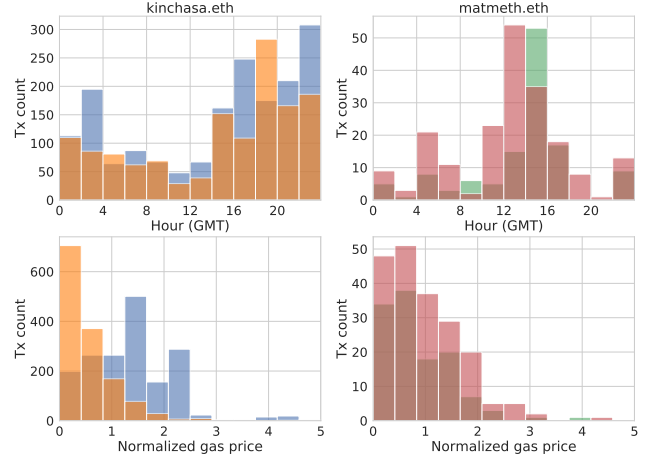 kinchasa.eth
matmeth.eth
Tx count
300
250
200
150
100
50
0
0 4 8 12 16 20
Hour (GMT)
Tx count
50
40
30
20
10
0
0 4 8 12 16 20
Hour (GMT)
Tx count
600
400
200
0
0 1 2 3 4 5
Normalized gas price
Tx count
50
40
30
20
10
0
0 1 2 3 4 5
Normalized gas price